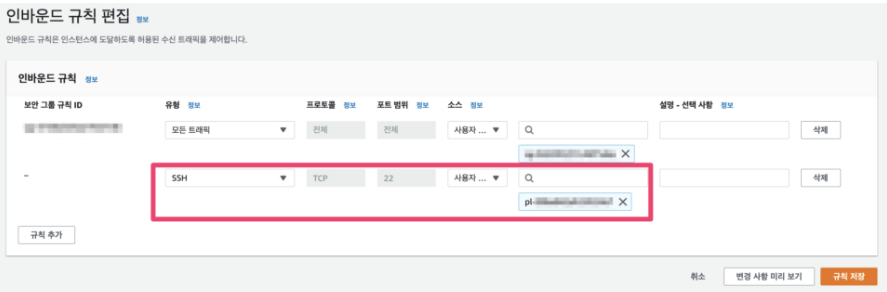 인바운드 규칙 편집 정보
인바운드 규칙은 인스턴스에 도달하도록 허용된 수신 트래픽을 제어합니다.
인바운드 규칙 정보
보안 그룹 규칙 ID 유형 정보 프로토콜 정보 포트 범위 정보 소스 정보 설명 - 선택 사항 정보
모든 트래픽 전체 전체 사용자 ... 삭제
- SSH TCP 22 사용자 ... 삭제
pl-
규칙 추가
취소 변경 사항 미리 보기 규칙 저장